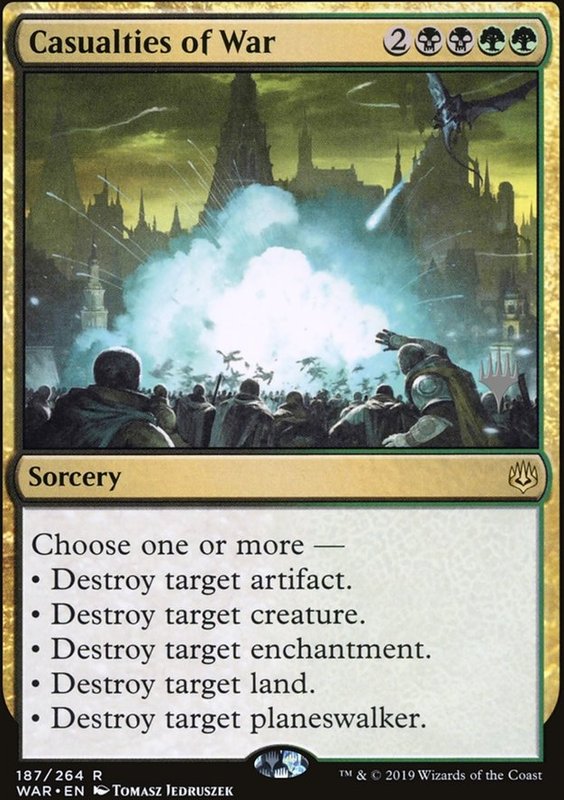 Casualties of War 2
Sorcery
Choose one or more —
• Destroy target artifact.
• Destroy target creature.
• Destroy target enchantment.
• Destroy target land.
• Destroy target planeswalker.
187/264 R
WAR • EN Tomasz Jedruszek
™ & © 2019 Wizards of the Coast